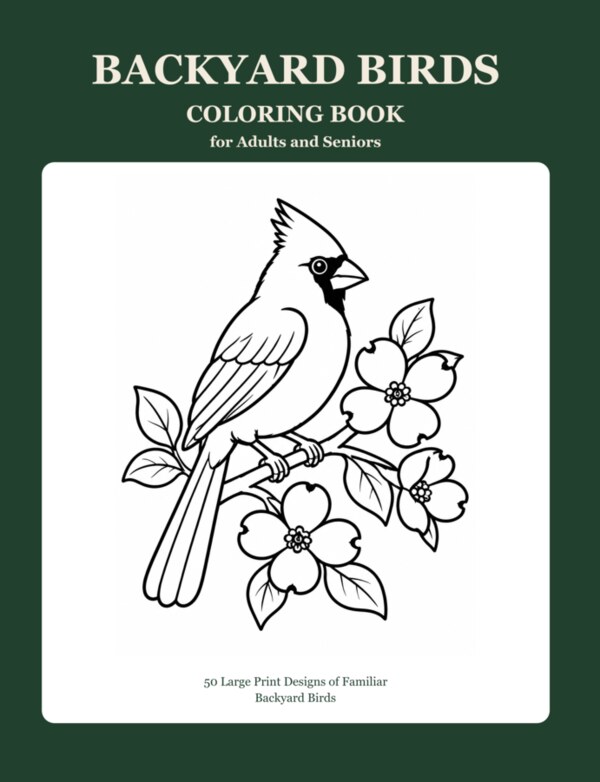 BACKYARD BIRDS
COLORING BOOK
for Adults and Seniors
50 Large Print Designs of Familiar
Backyard Birds